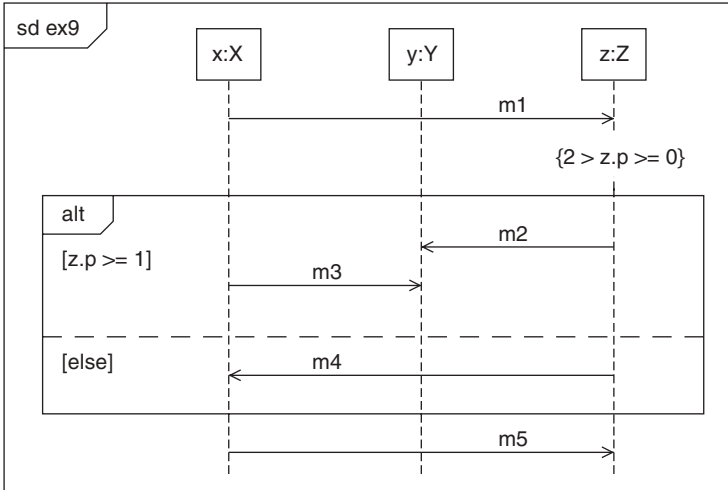 sd ex9
x:X
y:Y
z:Z
m1
{2 > z.p >= 0}
alt
m2
[z.p >= 1]
m3
[else]
m4
m5